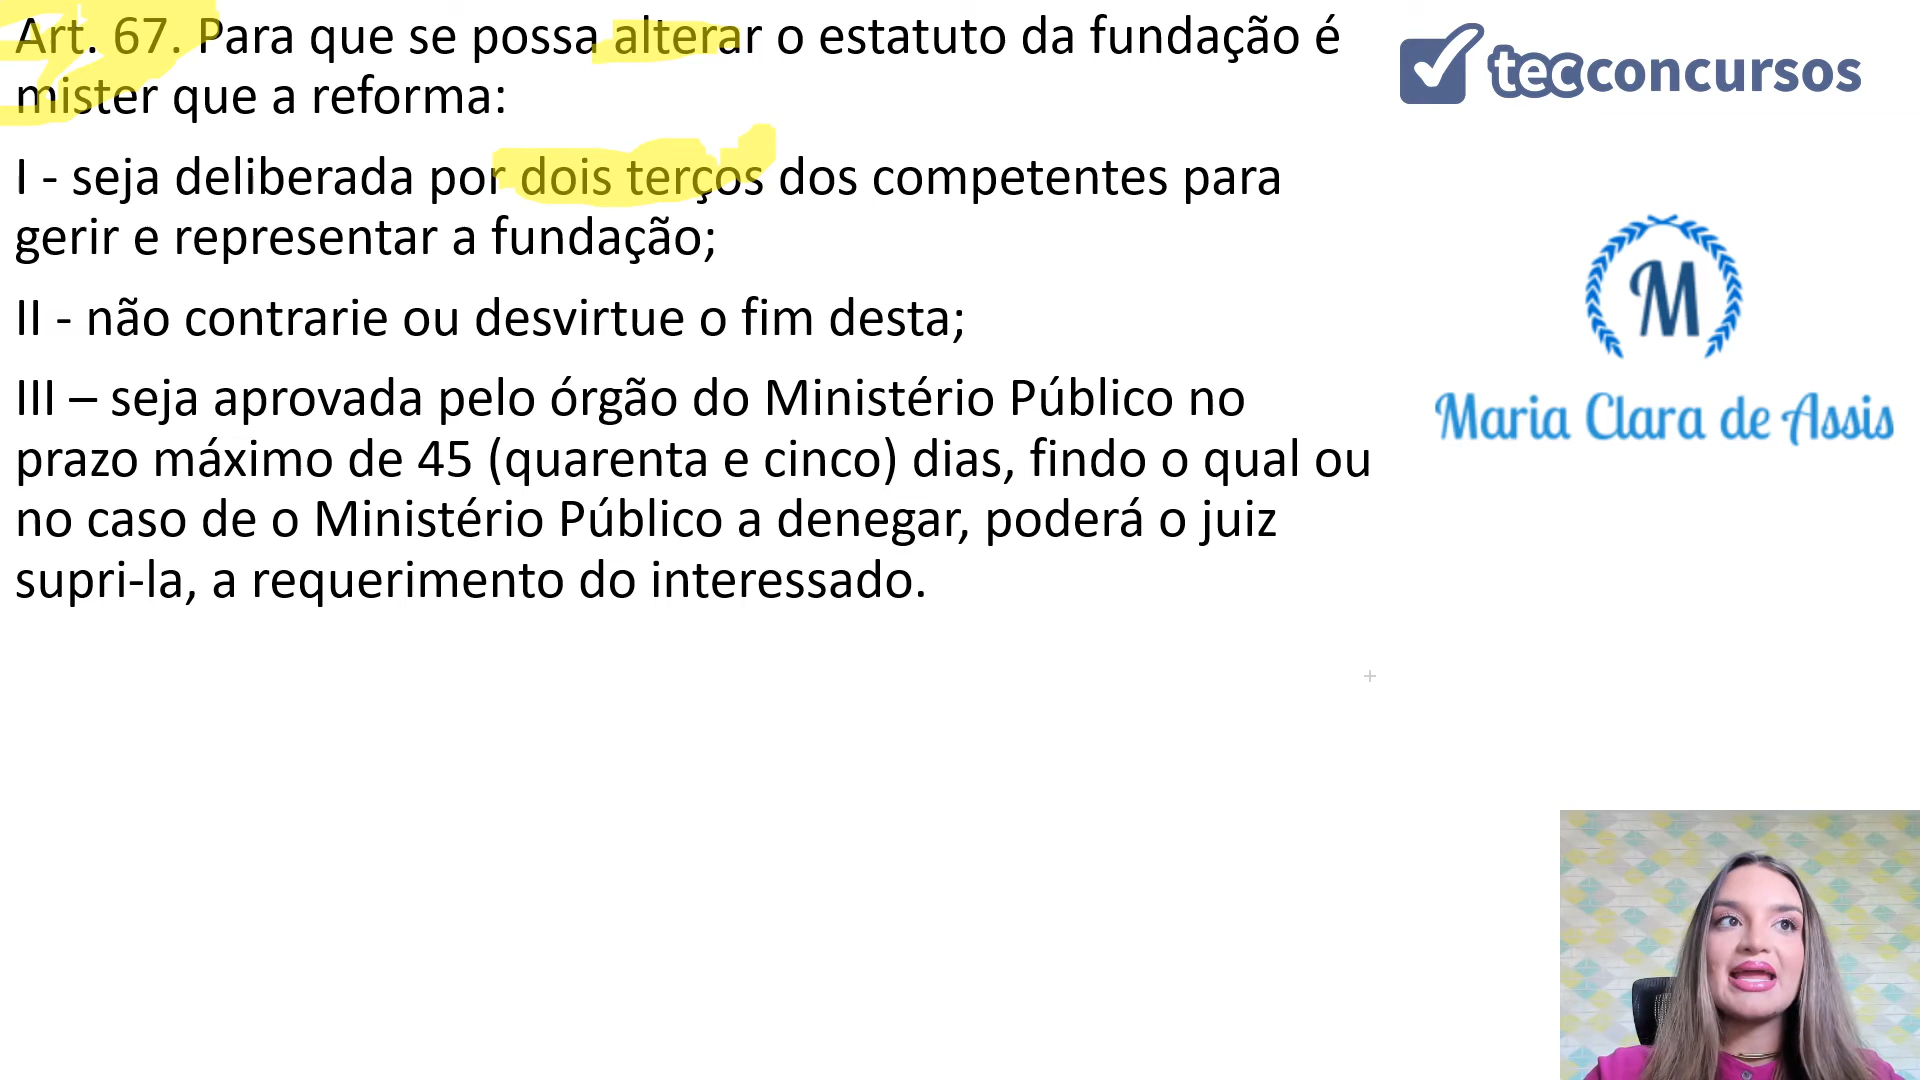 Art. 67. Para que se possa alterar o estatuto da fundação é
mister que a reforma:
I - seja deliberada por dois terços dos competentes para
gerir e representar a fundação;
II - não contrarie ou desvirtue o fim desta;
III – seja aprovada pelo órgão do Ministério Público no
prazo máximo de 45 (quarenta e cinco) dias, findo o qual ou
no caso de o Ministério Público a denegar, poderá o juiz
supri-la, a requerimento do interessado.
tecconcursos
M
Maria Clara de Assis